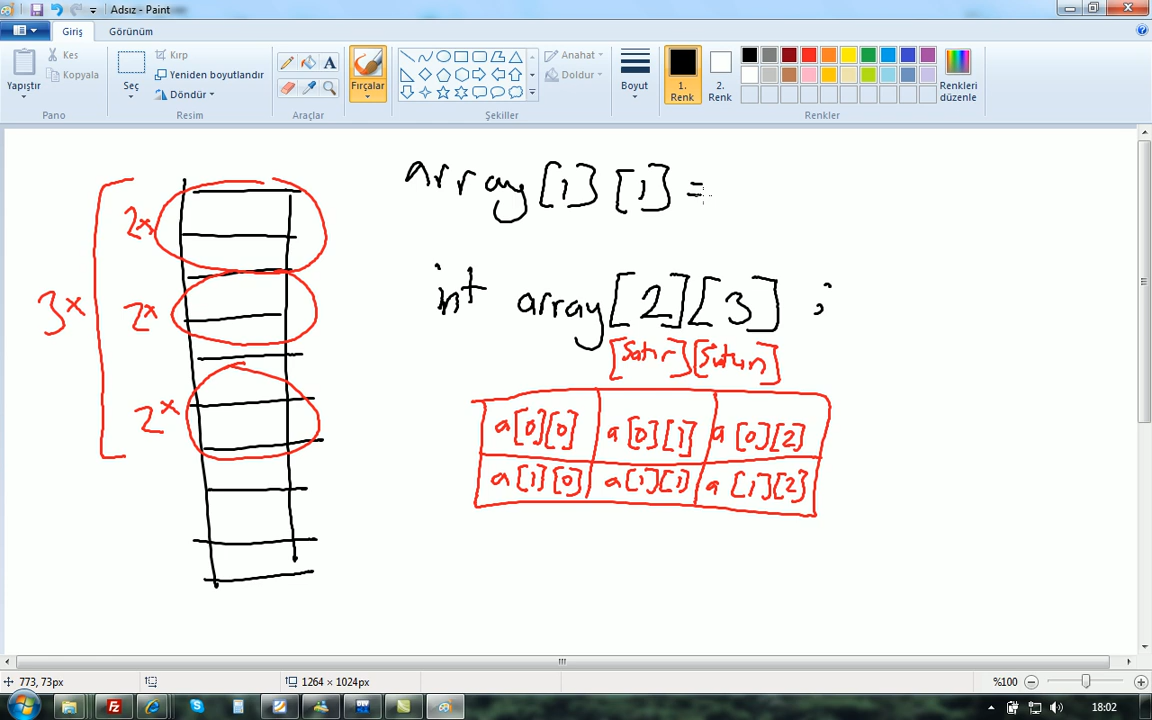 Adsız - Paint
Giriş
Görünüm
Yapıştır
Kes
Kopyala
Pano
Seç
Kırp
Yeniden boyutlandır
Döndür
Resim
A
Araçlar
Fırçalar
Anahat
Doldur
Şekiller
Boyut
1.
Renk
2.
Renk
Renkleri
düzenle
Renkler
array[1][1] =
2x
2x
2x
3x
int array[2][3] ;
[Satır][Sütun]
a[0][0] a[0][1] a[0][2]
a[1][0] a[1][1] a[1][2]
773, 73px
1264 × 1024px
%100
18:02